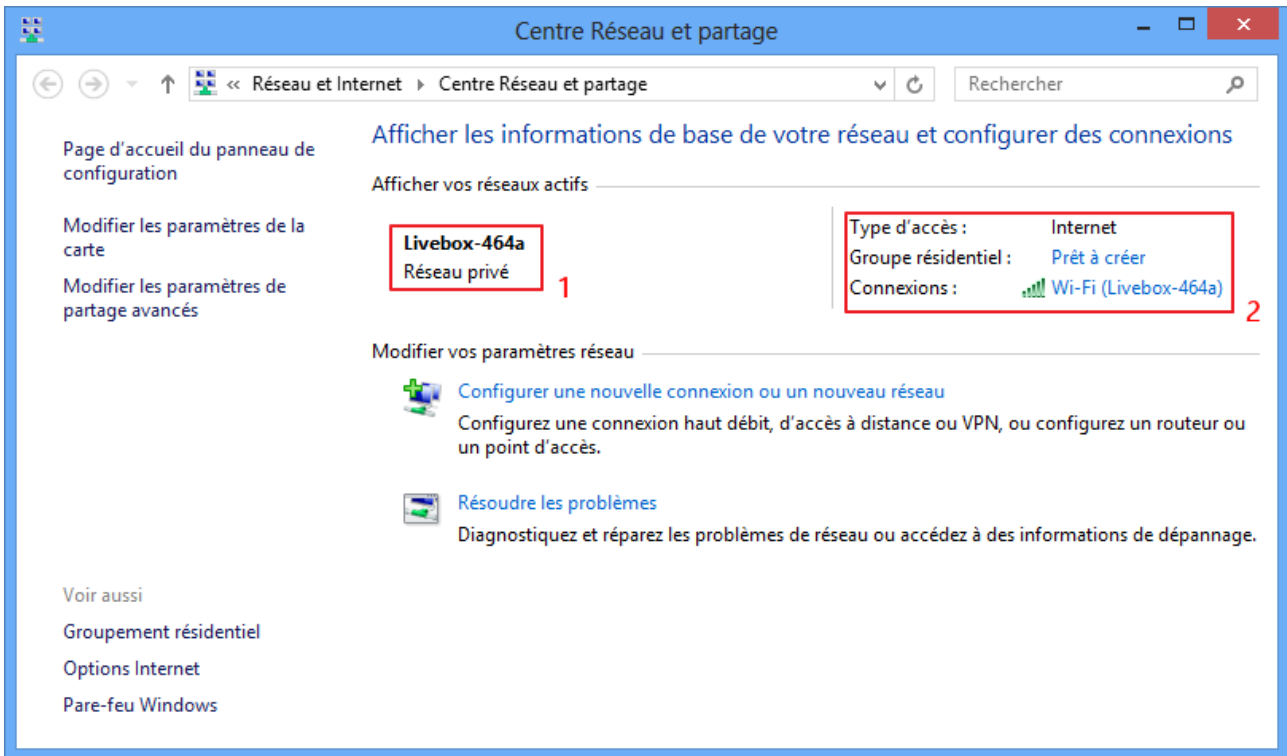 Centre Réseau et partage
« Réseau et Internet Centre Réseau et partage
Rechercher
Page d'accueil du panneau de
configuration
Modifier les paramètres de la
carte
Modifier les paramètres de
partage avancés
Afficher les informations de base de votre réseau et configurer des connexions
Afficher vos réseaux actifs
Livebox-464a
Réseau privé
1
Type d'accès : Internet
Groupe résidentiel : Prêt à créer
Connexions : Wi-Fi (Livebox-464a)
2
Modifier vos paramètres réseau
Configurer une nouvelle connexion ou un nouveau réseau
Configurez une connexion haut débit, d'accès à distance ou VPN, ou configurez un routeur ou
un point d'accès.
Résoudre les problèmes
Diagnostiquez et réparez les problèmes de réseau ou accédez à des informations de dépannage.
Voir aussi
Groupement résidentiel
Options Internet
Pare-feu Windows